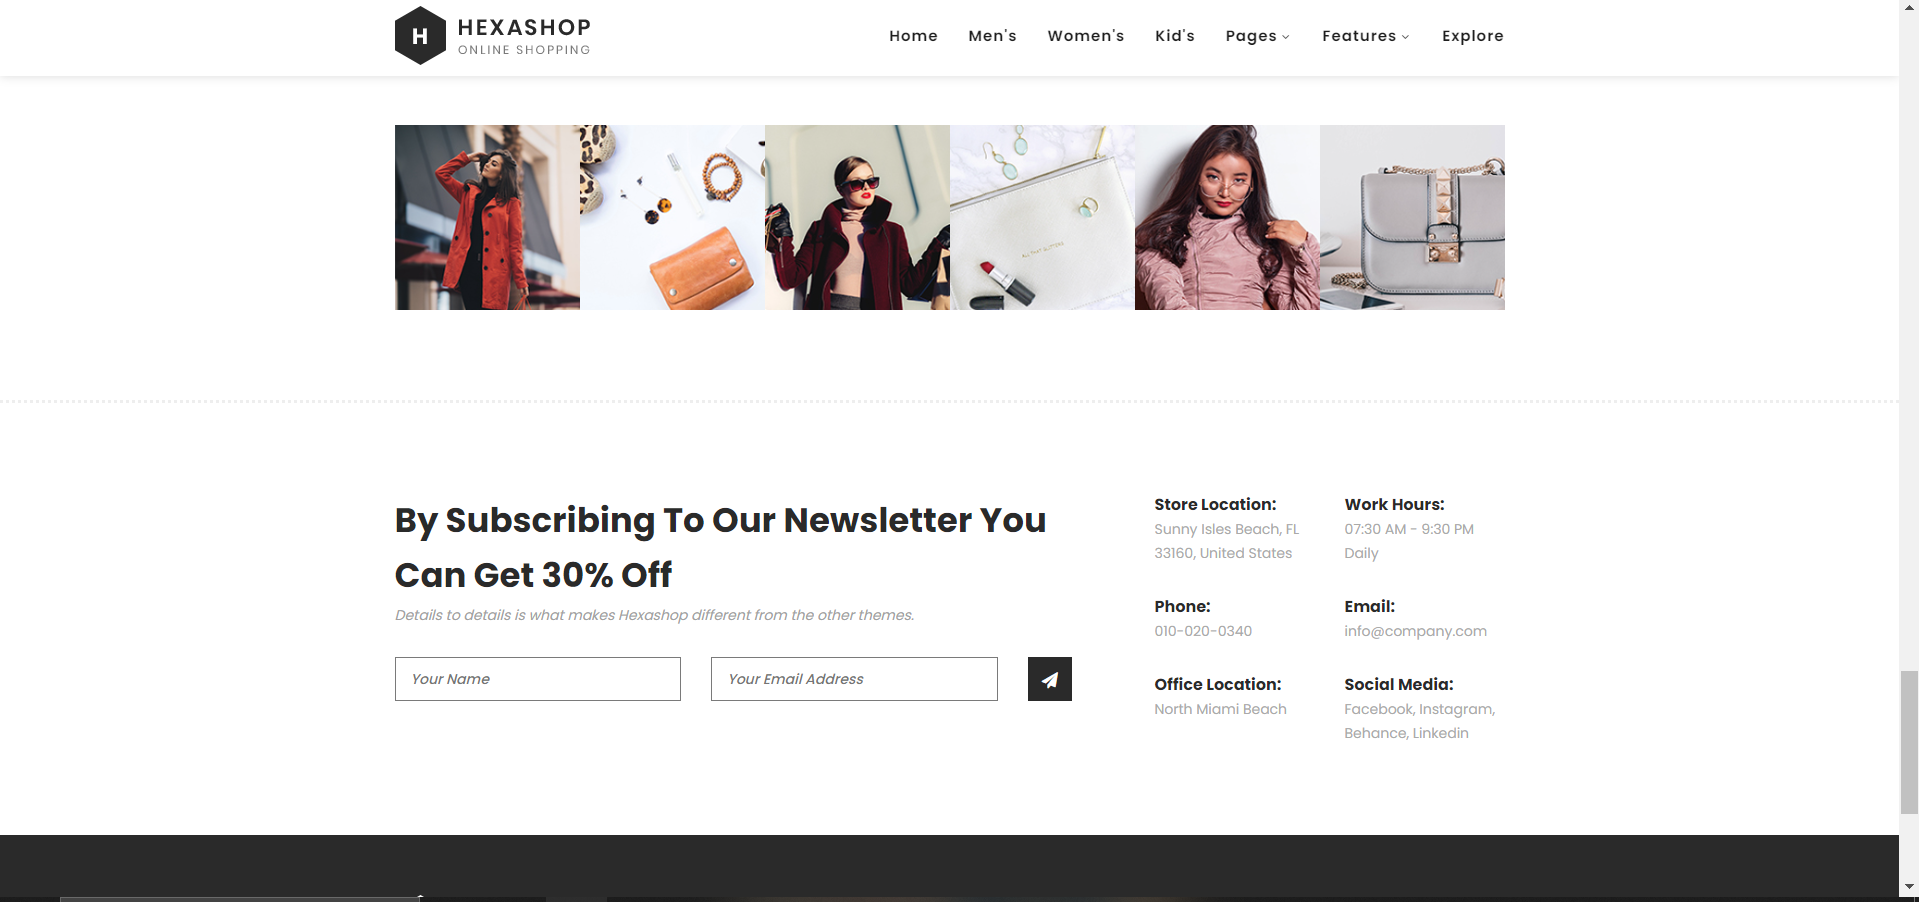 H
HEXASHOP
ONLINE SHOPPING
Home Men's Women's Kid's Pages Features Explore
By Subscribing To Our Newsletter You
Can Get 30% Off
Details to details is what makes Hexashop different from the other themes.
Your Name
Your Email Address
Store Location:
Sunny Isles Beach, FL
33160, United States
Work Hours:
07:30 AM - 9:30 PM
Daily
Phone:
010-020-0340
Email:
info@company.com
Office Location:
North Miami Beach
Social Media:
Facebook, Instagram,
Behance, Linkedin